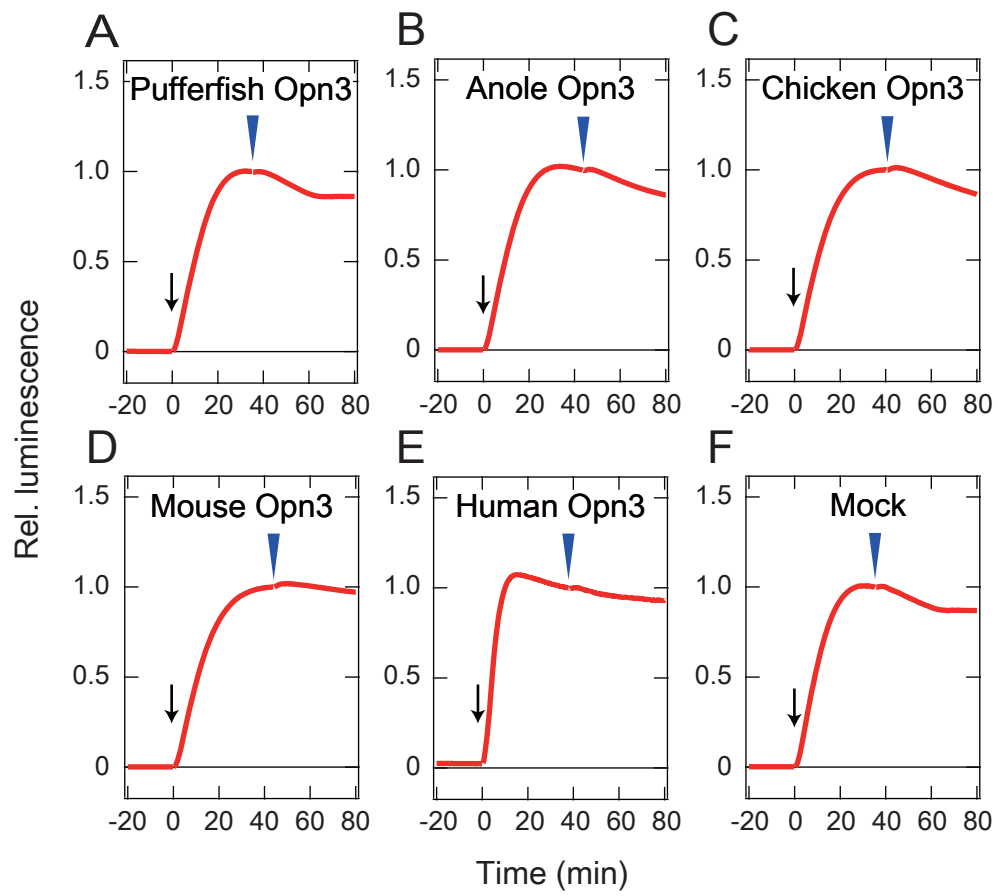 A
B
C
Pufferfish Opn3
Anole Opn3
Chicken Opn3
1.5
1.0
0.5
0
-20 0 20 40 60 80
1.5
1.0
0.5
0
-20 0 20 40 60 80
1.5
1.0
0.5
0
-20 0 20 40 60 80
D
E
F
Mouse Opn3
Human Opn3
Mock
1.5
1.0
0.5
0
-20 0 20 40 60 80
1.5
1.0
0.5
0
-20 0 20 40 60 80
1.5
1.0
0.5
0
-20 0 20 40 60 80
Rel. luminescence
Time (min)